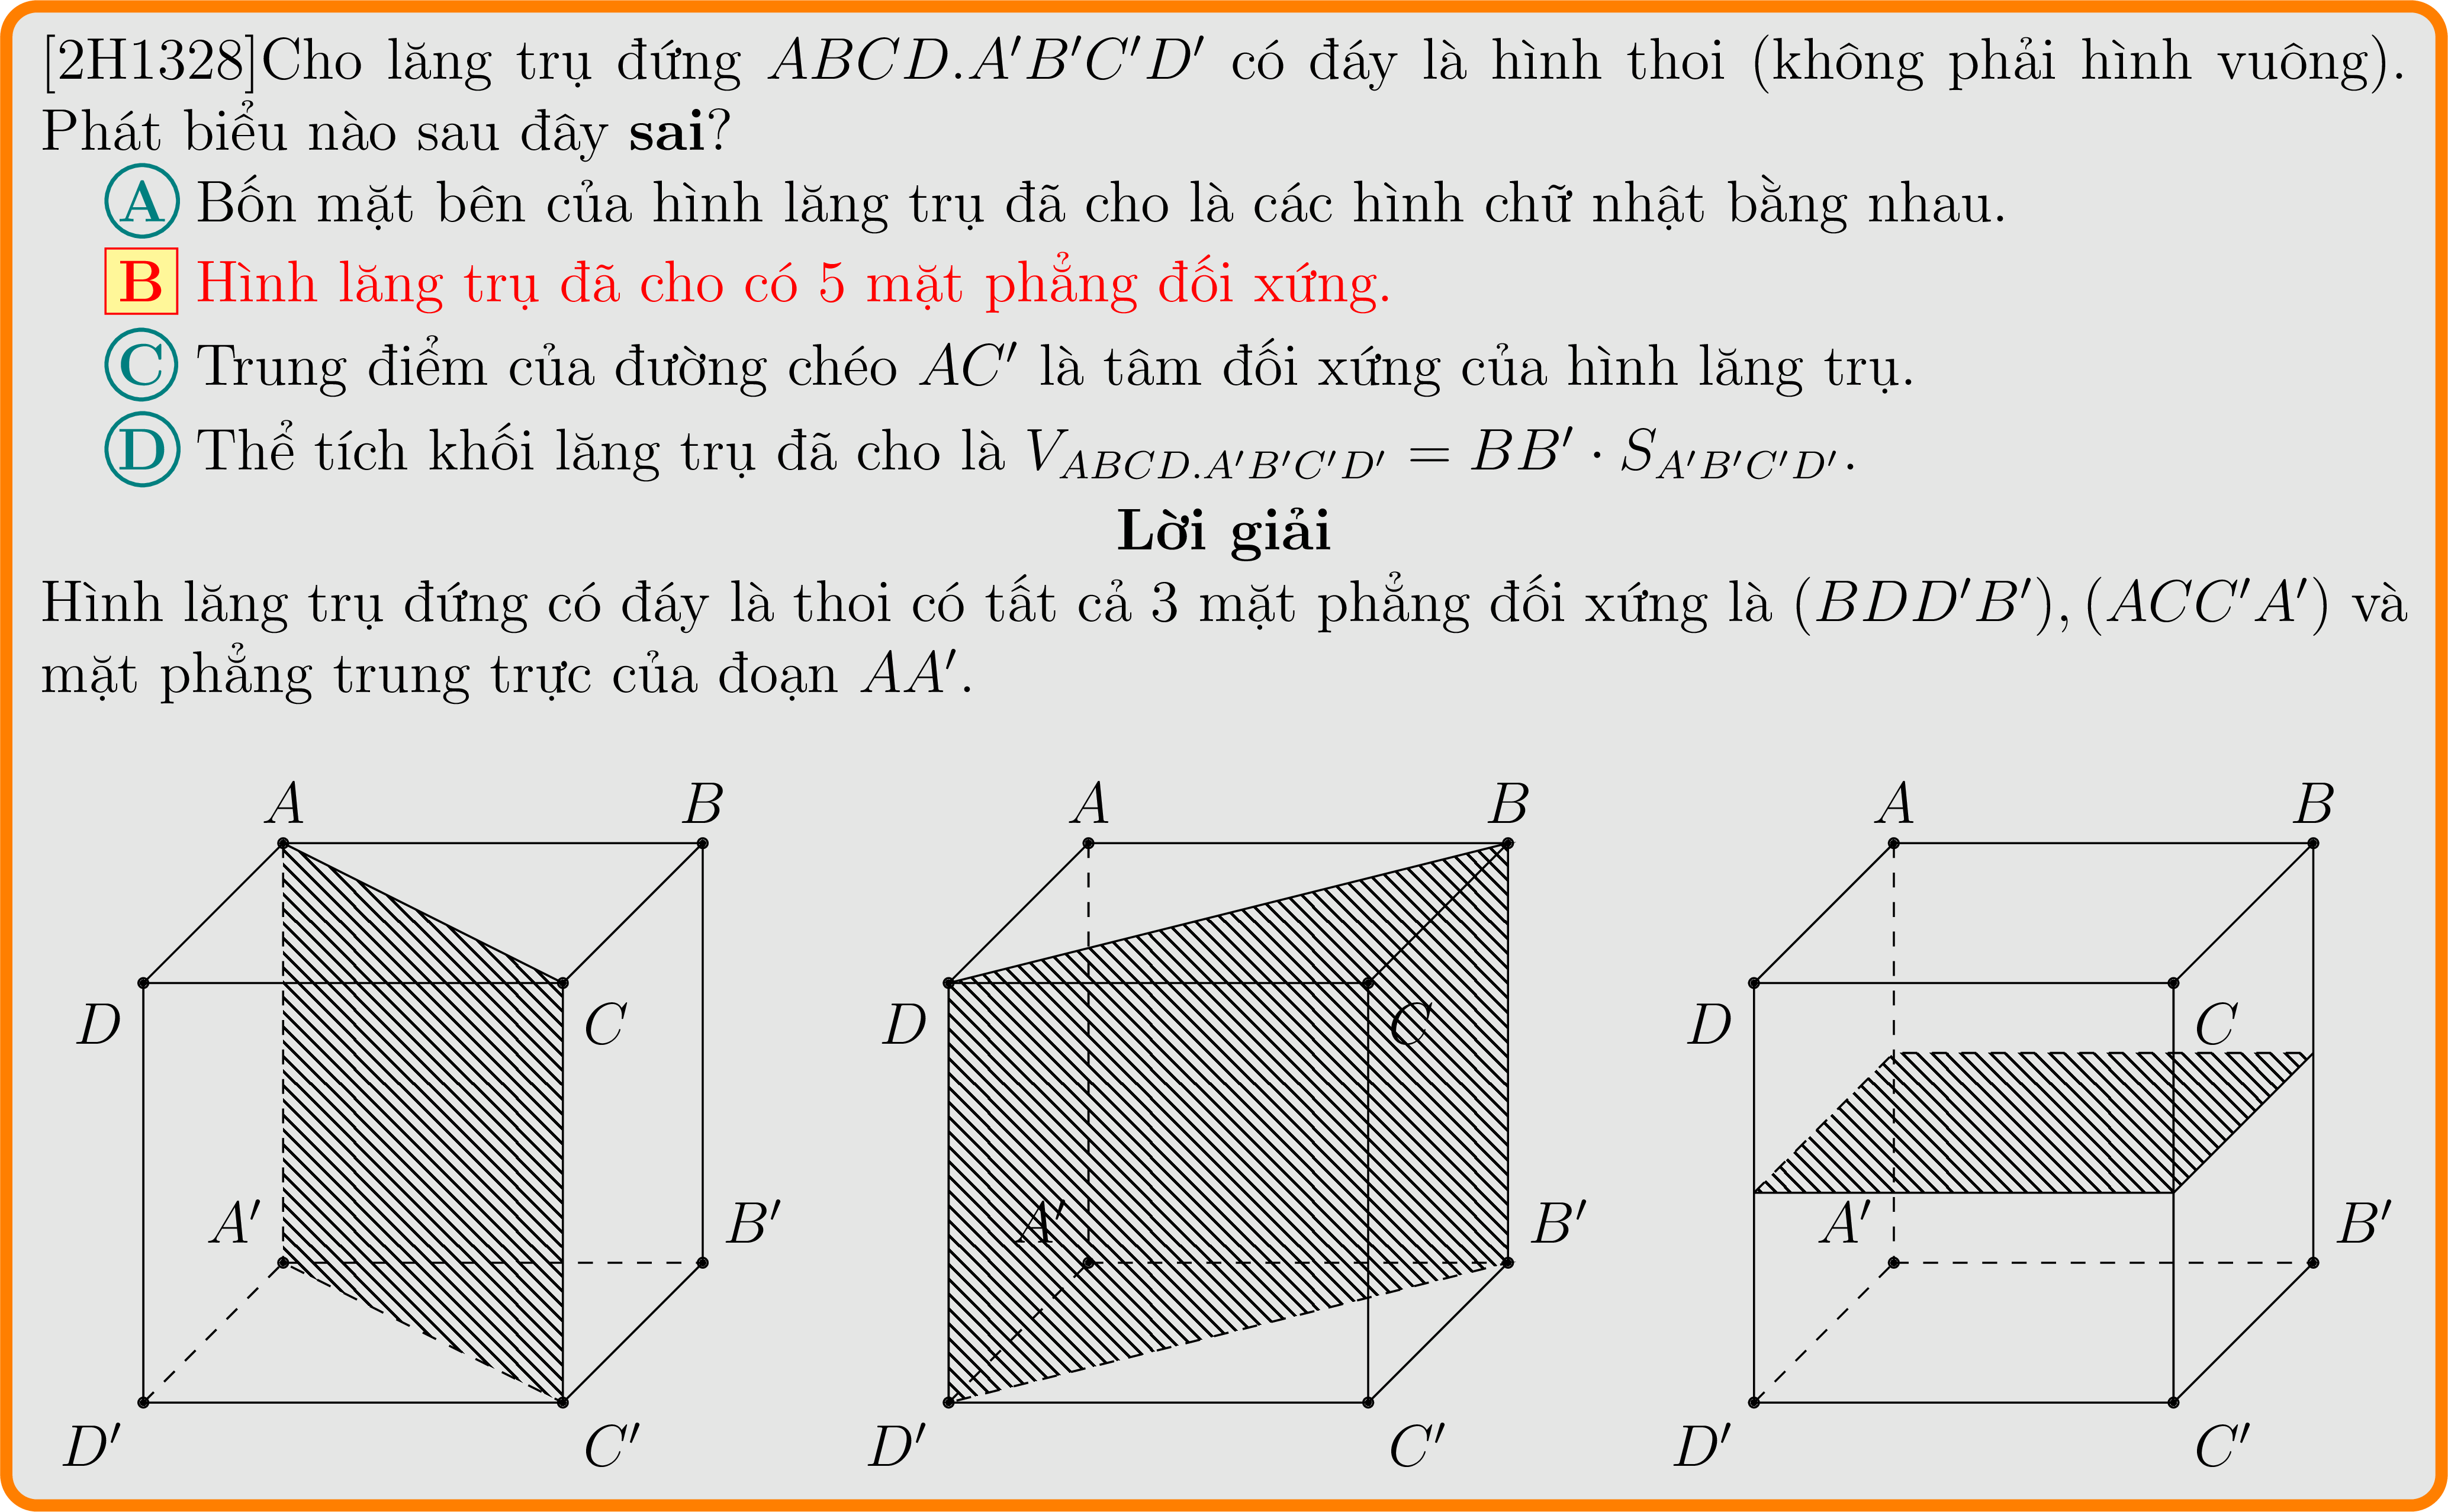 [2H1328]Cho lăng trụ đứng ABCD.A′B′C′D′ có đáy là hình thoi (không phải hình vuông).
Phát biểu nào sau đây sai?
A Bốn mặt bên của hình lăng trụ đã cho là các hình chữ nhật bằng nhau.
B Hình lăng trụ đã cho có 5 mặt phẳng đối xứng.
C Trung điểm của đường chéo AC′ là tâm đối xứng của hình lăng trụ.
D Thể tích khối lăng trụ đã cho là V_{ABCD.A′B′C′D′} = BB′ · S_{A′B′C′D′}.
Lời giải
Hình lăng trụ đứng có đáy là thoi có tất cả 3 mặt phẳng đối xứng là (BDD′B′), (ACC′A′) và
mặt phẳng trung trực của đoạn AA′.
A B A B A B
D C D C D C
A′ B′ A′ B′ A′ B′
D′ C′ D′ C′ D′ C′